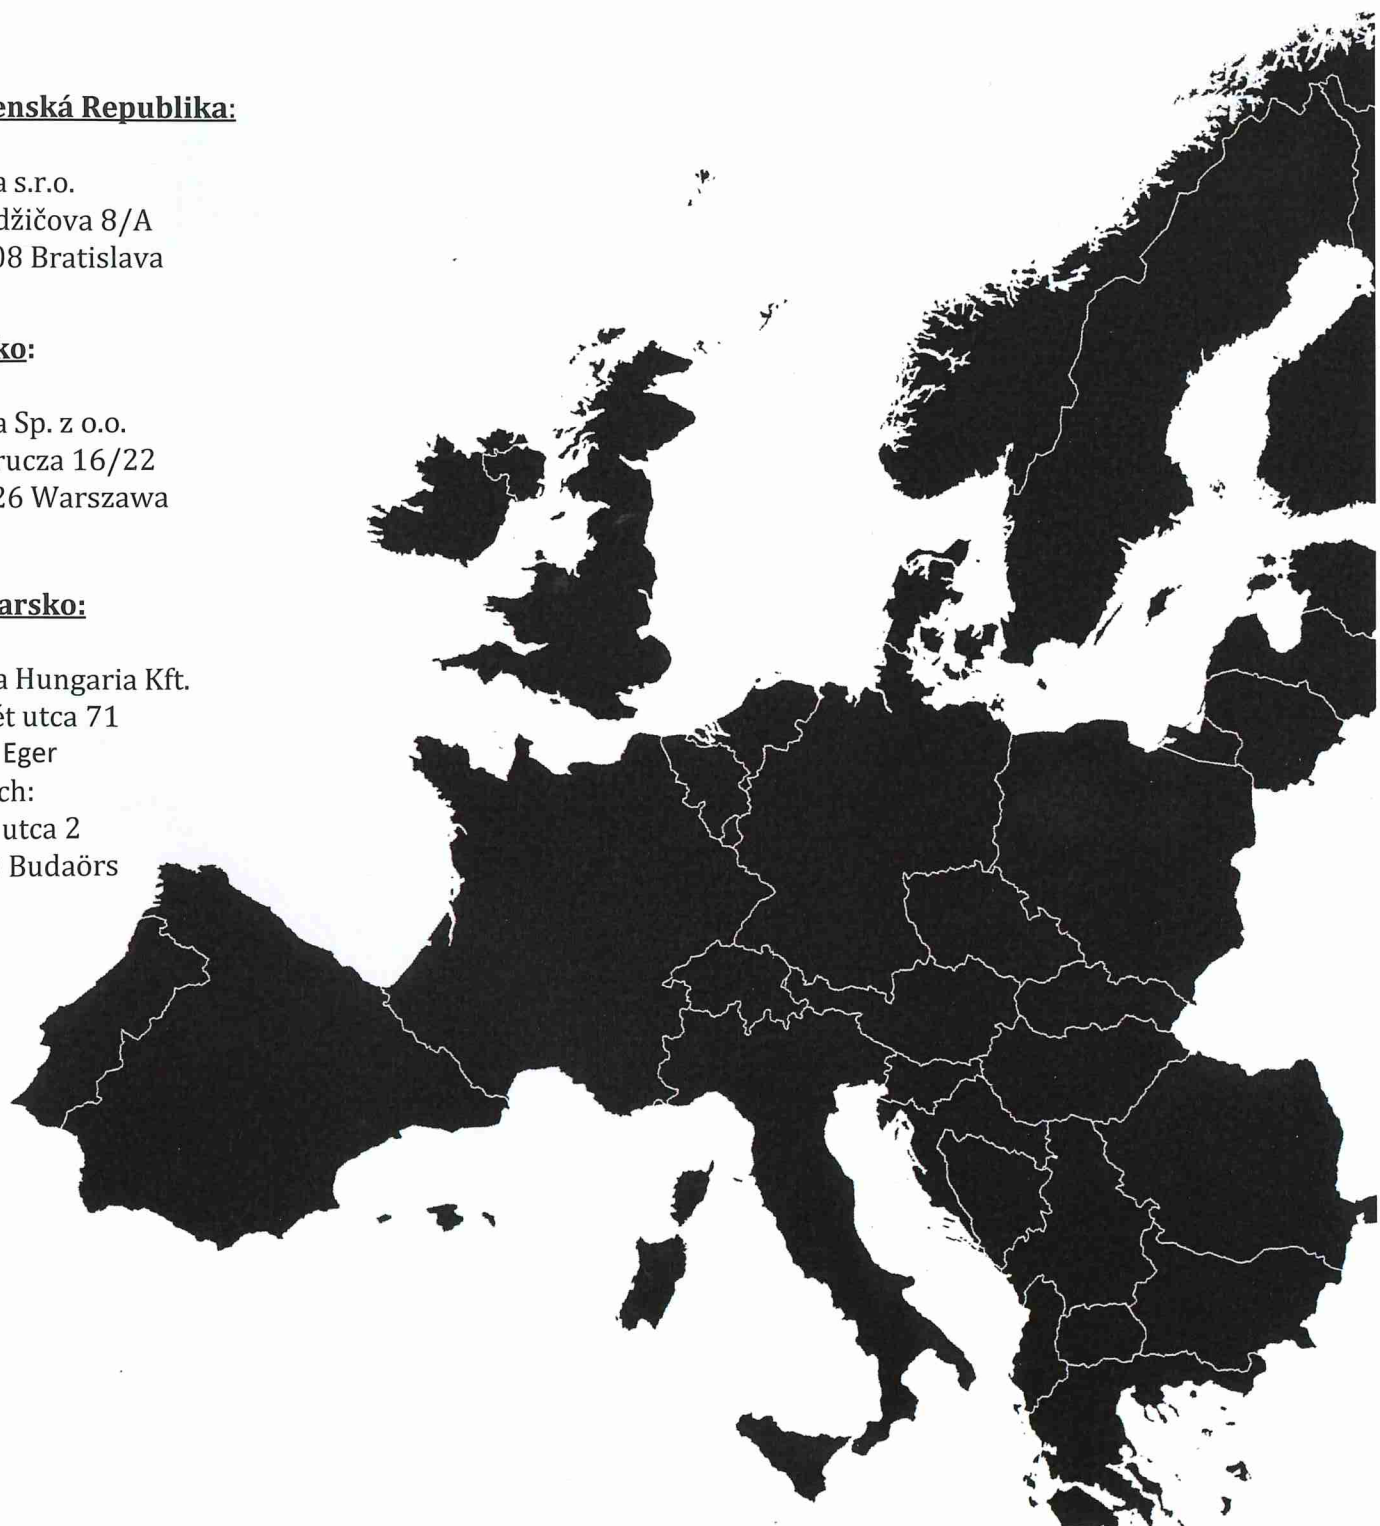 enská Republika:
a s.r.o.
džičova 8/A
08 Bratislava
ko:
a Sp. z o.o.
rucza 16/22
26 Warszawa
arsko:
a Hungaria Kft.
ét utca 71
Eger
ch:
utca 2
Budaörs